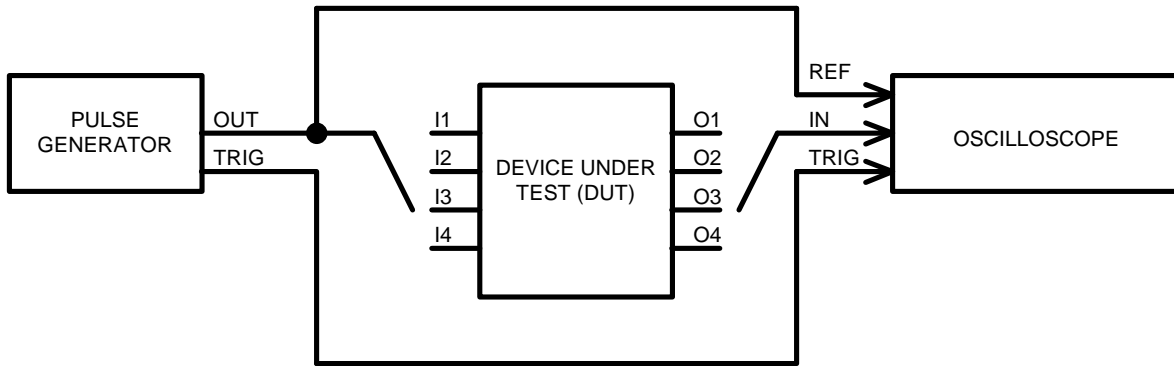 PULSE
GENERATOR
OUT
TRIG
I1
I2
I3
I4
DEVICE UNDER
TEST (DUT)
O1
O2
O3
O4
REF
IN
TRIG
OSCILLOSCOPE